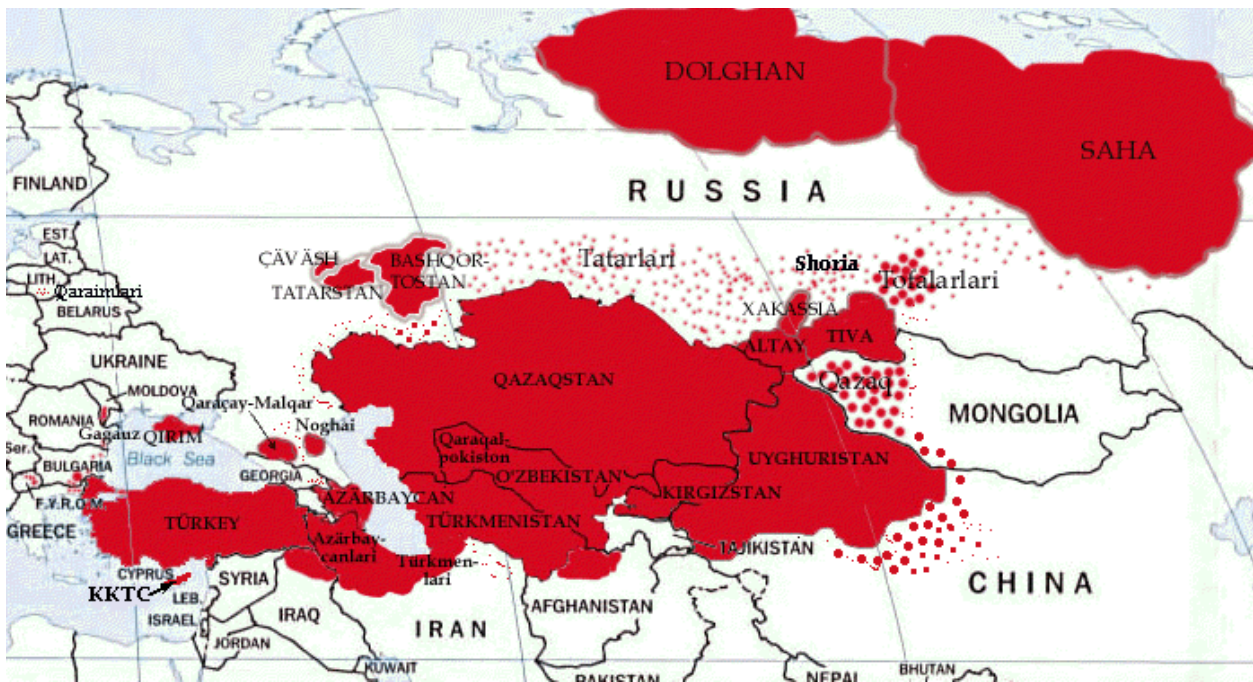 DOLGHAN
SAHA
RUSSIA
FINLAND
EST.
LAT.
LITH.
Qaraimlari
BELARUS
ÇÄVÄSH
TATARSTAN
BASHQOOR-
TOSTAN
Tatarlari
Shoria
Tofalarlari
XAKASSIA
ALTAY
TIVA
UKRAINE
MOLDOVA
ROMANIA
Gagauz
QIRIM
Qaraçay-Malqar
Noghai
QAZAQSTAN
Qazaq
MONGOLIA
Ser.
BULGARIA
Black Sea
GEORGIA
Qaraqal-
pokiston
O'ZBEKISTAN
UYGHURISTAN
KIRGIZSTAN
F.Y.R.O.M.
GREECE
TÜRKEY
AZÄRBAYCAN
Azärbay-
canlari
TÜRKMENISTAN
Türkmen-
lari
TAJIKISTAN
CHINA
CYPRUS
KKTC
SYRIA
LEB.
ISRAEL
IRAQ
JORDAN
KUWAIT
IRAN
AFGHANISTAN
PAKISTAN
NEPAL
BHUTAN